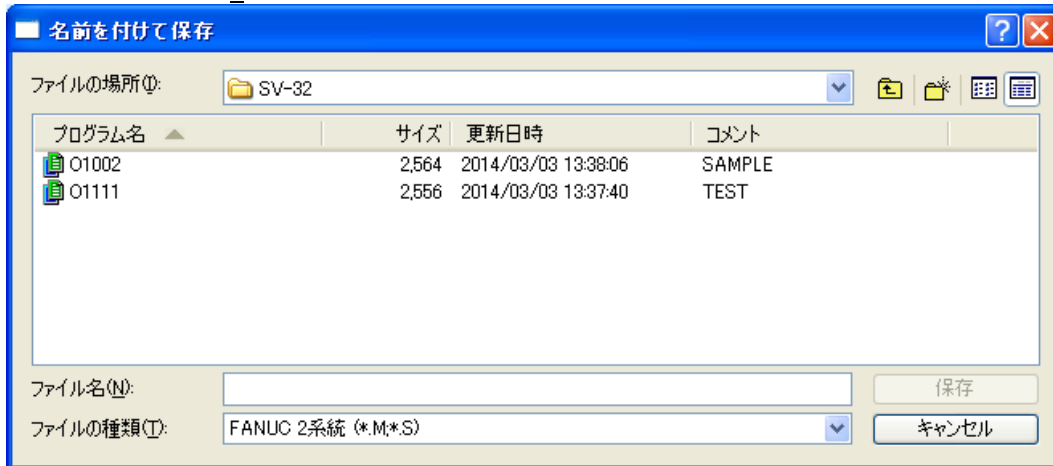 名前を付けて保存
ファイルの場所(I): SV-32
プログラム名 サイズ 更新日時 コメント
O1002 2,564 2014/03/03 13:38:06 SAMPLE
O1111 2,556 2014/03/03 13:37:40 TEST
ファイル名(N): 保存
ファイルの種類(T): FANUC 2系統 (*.M;*.S) キャンセル